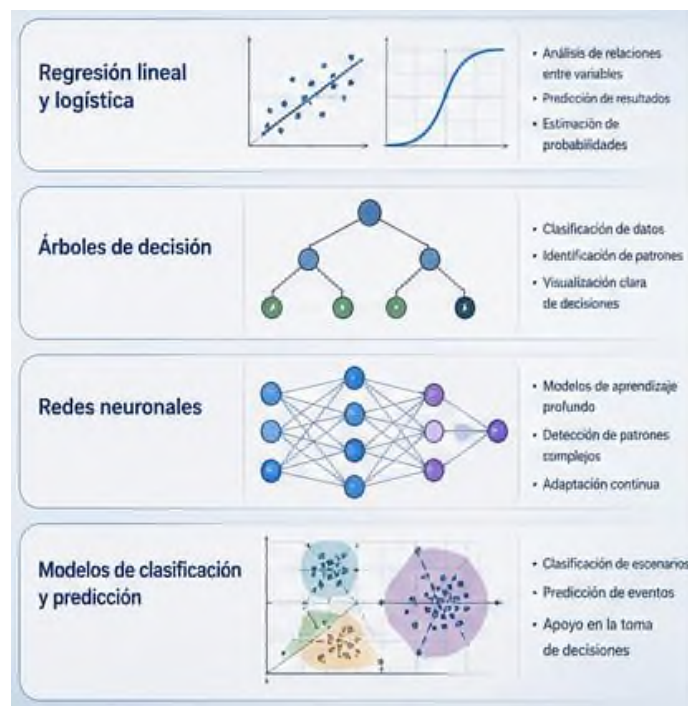 Regresión lineal
y logística
• Análisis de relaciones
entre variables
• Predicción de resultados
• Estimación de
probabilidades
Árboles de decisión
• Clasificación de datos
• Identificación de patrones
• Visualización clara
de decisiones
Redes neuronales
• Modelos de aprendizaje
profundo
• Detección de patrones
complejos
• Adaptación continua
Modelos de clasificación
y predicción
• Clasificación de escenarios
• Predicción de eventos
• Apoyo en la toma
de decisiones